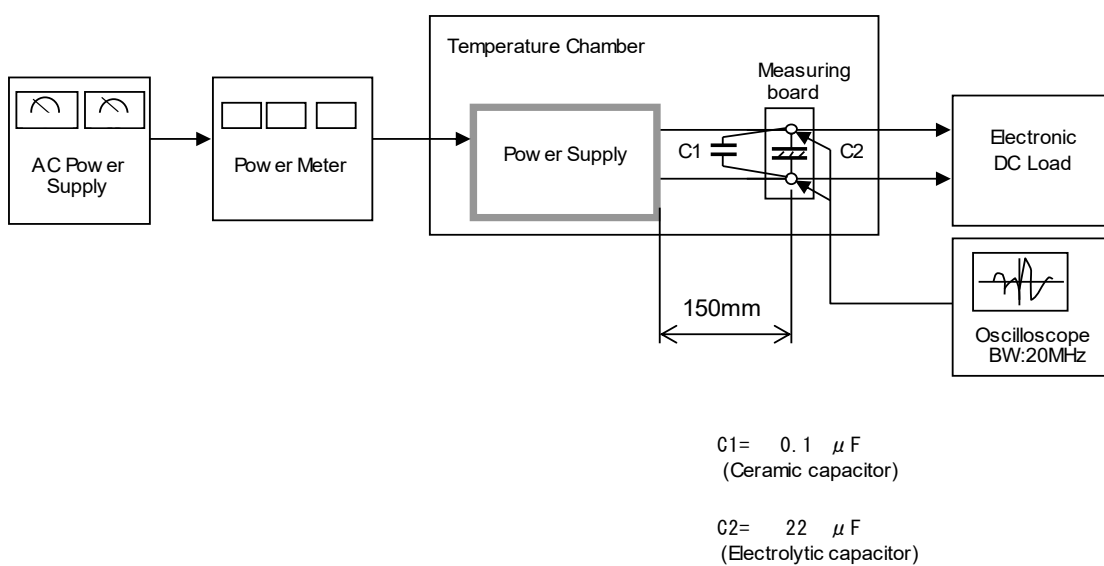 Temperature Chamber
Measuring
board
AC Power
Supply
Power Meter
Power Supply
C1
C2
Electronic
DC Load
150mm
Oscilloscope
BW:20MHz
C1= 0.1 μF
(Ceramic capacitor)
C2= 22 μF
(Electrolytic capacitor)